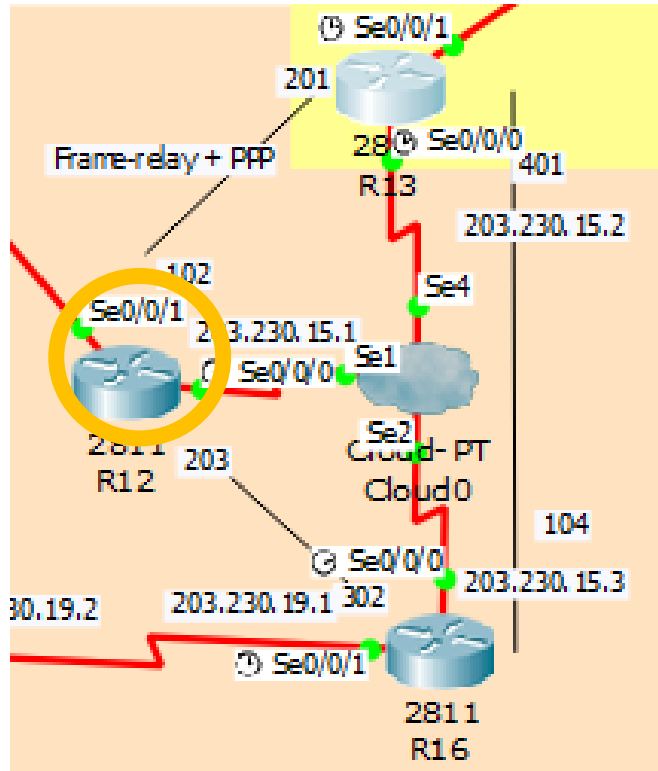 Se0/0/1
201
28
Se0/0/0
Frame-relay + PPP
R13
401
203.230.15.2
102
Se4
Se0/0/1
203.230.15.1
Se1
Se0/0/0
Se2
2811
203
Cloud-PT
R12
Cloud0
104
Se0/0/0
203.230.15.3
30.19.2
203.230.19.1
302
Se0/0/1
2811
R16